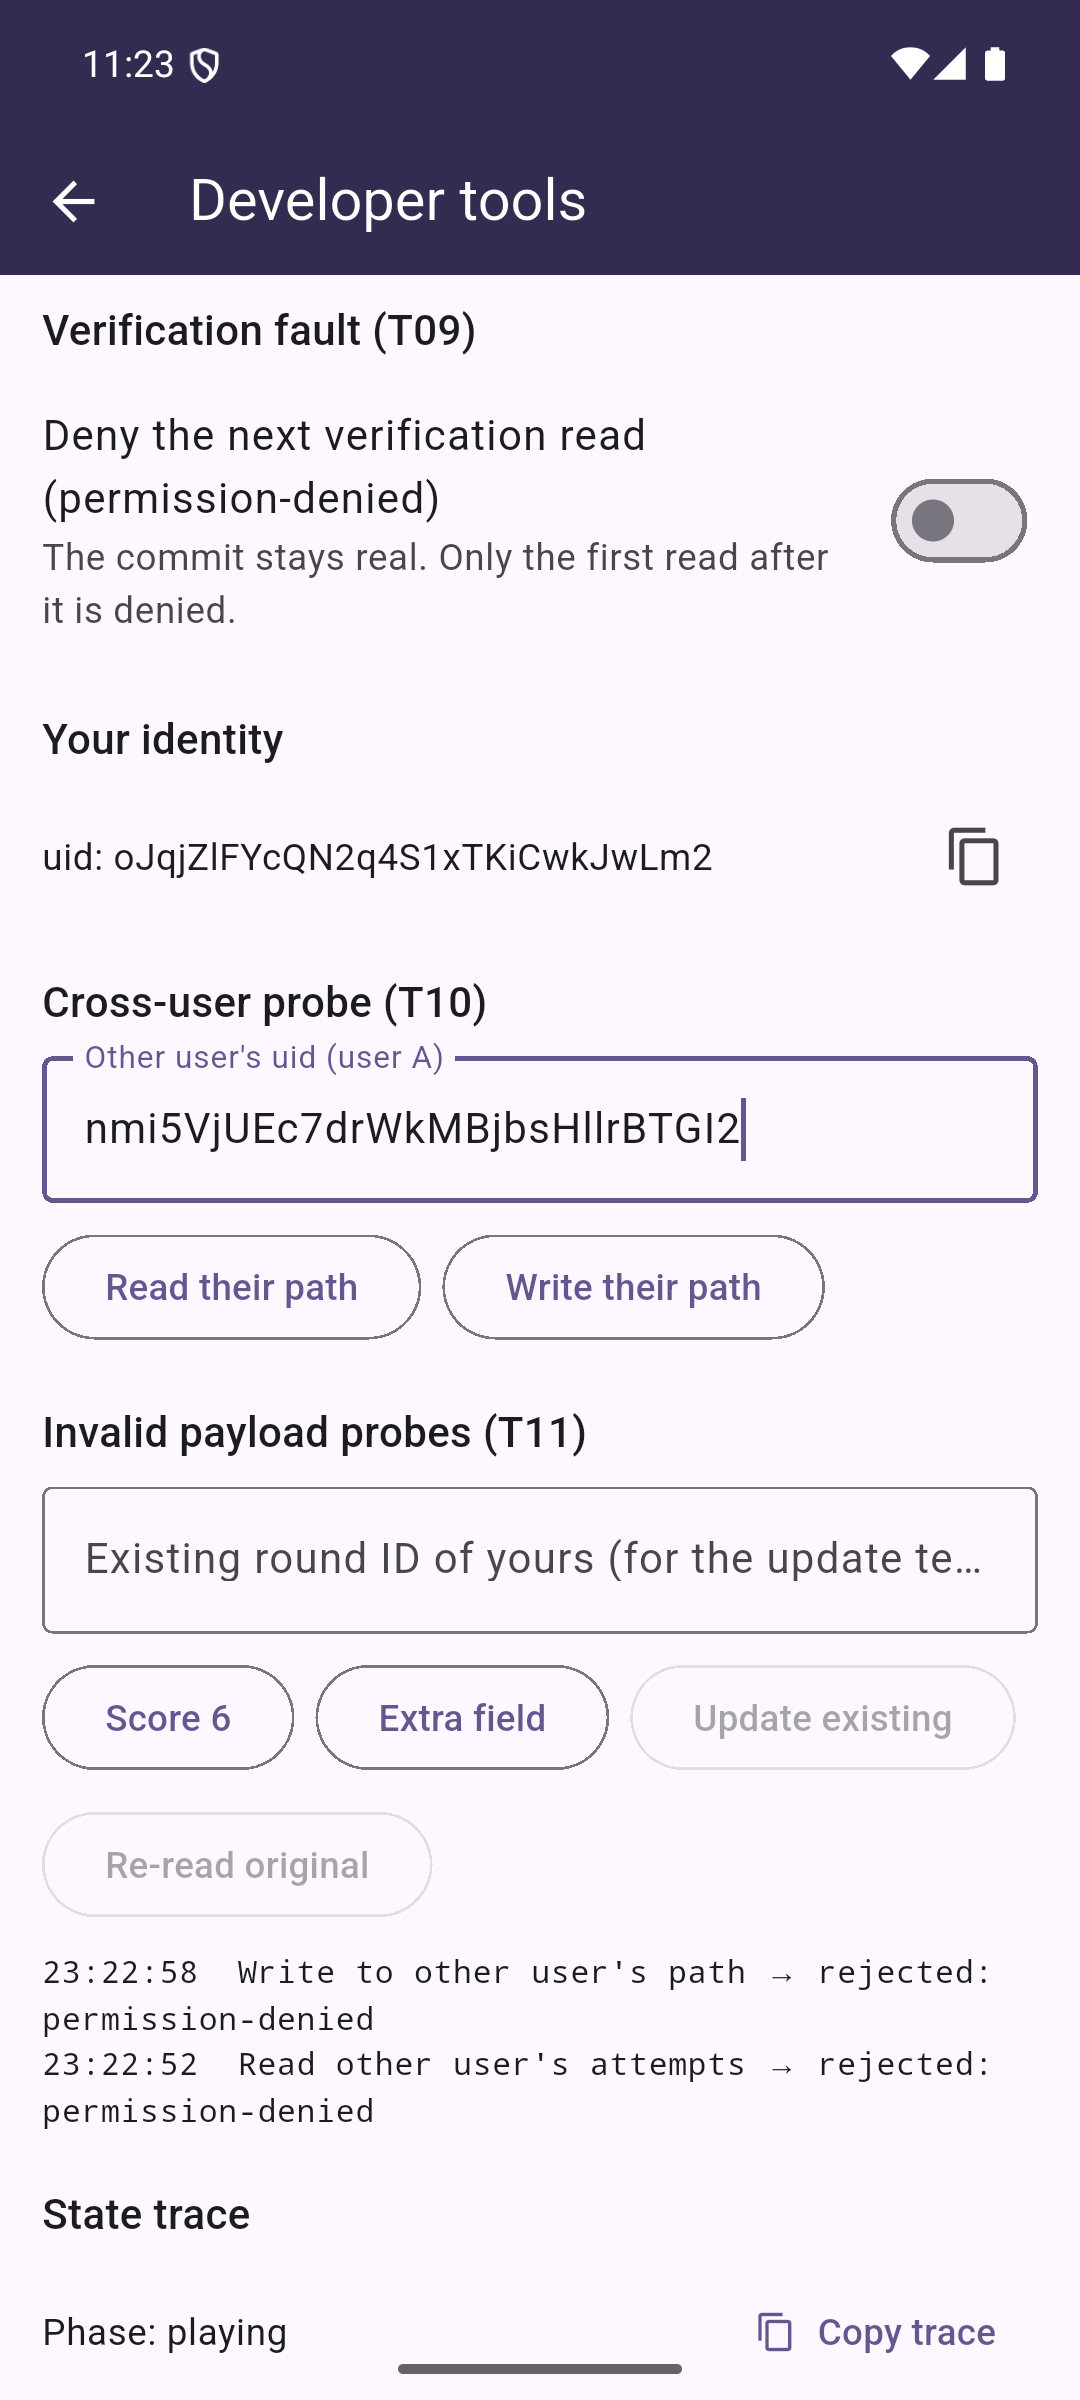 11:23
Developer tools
Verification fault (T09)
Deny the next verification read
(permission-denied)
The commit stays real. Only the first read after
it is denied.
Your identity
uid: oJqjZlFYcQN2q4S1xTKiCwkJwLm2
Cross-user probe (T10)
Other user's uid (user A)
nmi5VjUEc7drWkMBjbsHllrBTGI2
Read their path
Write their path
Invalid payload probes (T11)
Existing round ID of yours (for the update te…
Score 6
Extra field
Update existing
Re-read original
23:22:58  Write to other user's path → rejected:
permission-denied
23:22:52  Read other user's attempts → rejected:
permission-denied
State trace
Phase: playing
Copy trace